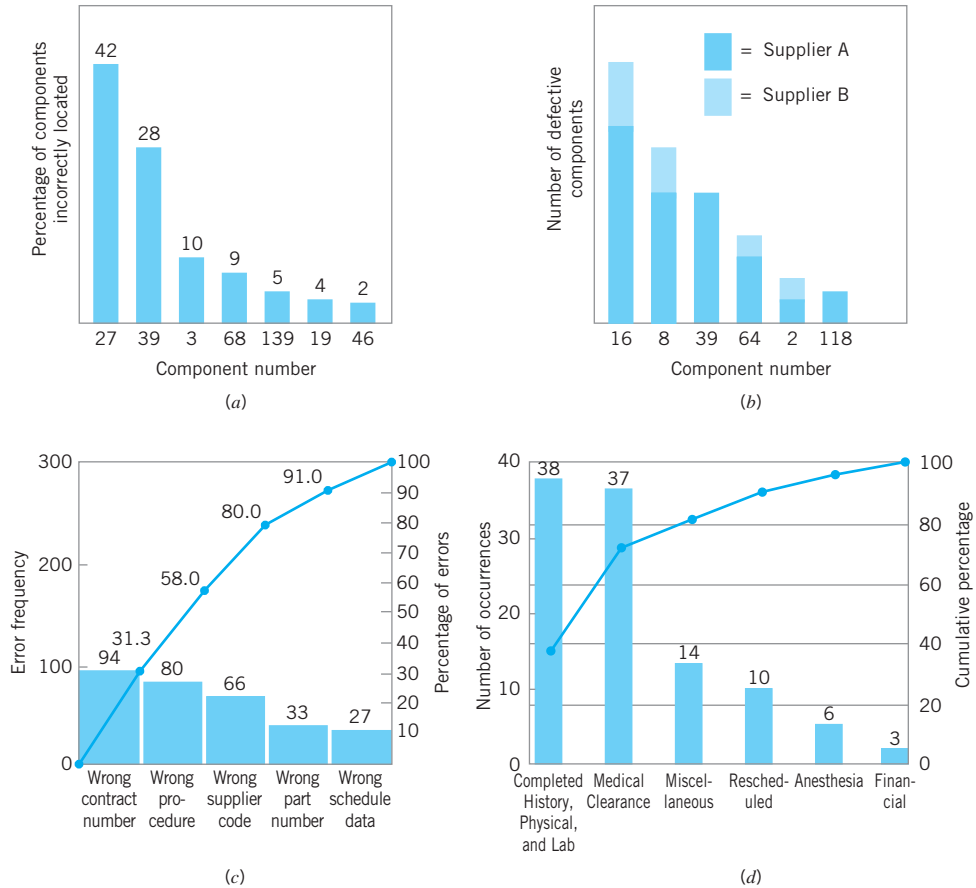 Percentage of components
incorrectly located
42
28
10
9
5
4
2
27 39 3 68 139 19 46
Component number
(a)
Number of defective
components
= Supplier A
= Supplier B
16 8 39 64 2 118
Component number
(b)
Error frequency
300
200
100
0
94
80
66
33
27
31.3
58.0
80.0
91.0
100
90
80
70
60
50
40
30
20
10
Percentage of errors
Wrong
contract
number
Wrong
pro-
cedure
Wrong
supplier
code
Wrong
part
number
Wrong
schedule
data
(c)
Number of occurrences
40
30
20
10
0
38
37
14
10
6
3
100
80
60
40
20
0
Cumulative percentage
Completed
History,
Physical,
and Lab
Medical
Clearance
Miscel-
laneous
Resched-
uled
Anesthesia
Finan-
cial
(d)